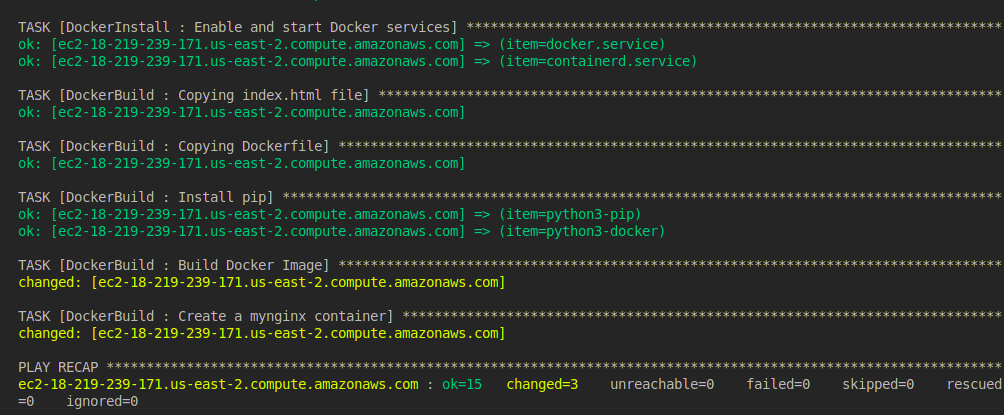 TASK [DockerInstall : Enable and start Docker services] *******************************************************************
ok: [ec2-18-219-239-171.us-east-2.compute.amazonaws.com] => (item=docker.service)
ok: [ec2-18-219-239-171.us-east-2.compute.amazonaws.com] => (item=containerd.service)
TASK [DockerBuild : Copying index.html file] ******************************************************************************
ok: [ec2-18-219-239-171.us-east-2.compute.amazonaws.com]
TASK [DockerBuild : Copying Dockerfile] ***********************************************************************************
ok: [ec2-18-219-239-171.us-east-2.compute.amazonaws.com]
TASK [DockerBuild : Install pip] ******************************************************************************************
ok: [ec2-18-219-239-171.us-east-2.compute.amazonaws.com] => (item=python3-pip)
ok: [ec2-18-219-239-171.us-east-2.compute.amazonaws.com] => (item=python3-docker)
TASK [DockerBuild : Build Docker Image] ***********************************************************************************
changed: [ec2-18-219-239-171.us-east-2.compute.amazonaws.com]
TASK [DockerBuild : Create a mynginx container] ***************************************************************************
changed: [ec2-18-219-239-171.us-east-2.compute.amazonaws.com]
PLAY RECAP ****************************************************************************************************************
ec2-18-219-239-171.us-east-2.compute.amazonaws.com : ok=15   changed=3    unreachable=0    failed=0    skipped=0    rescued
=0    ignored=0